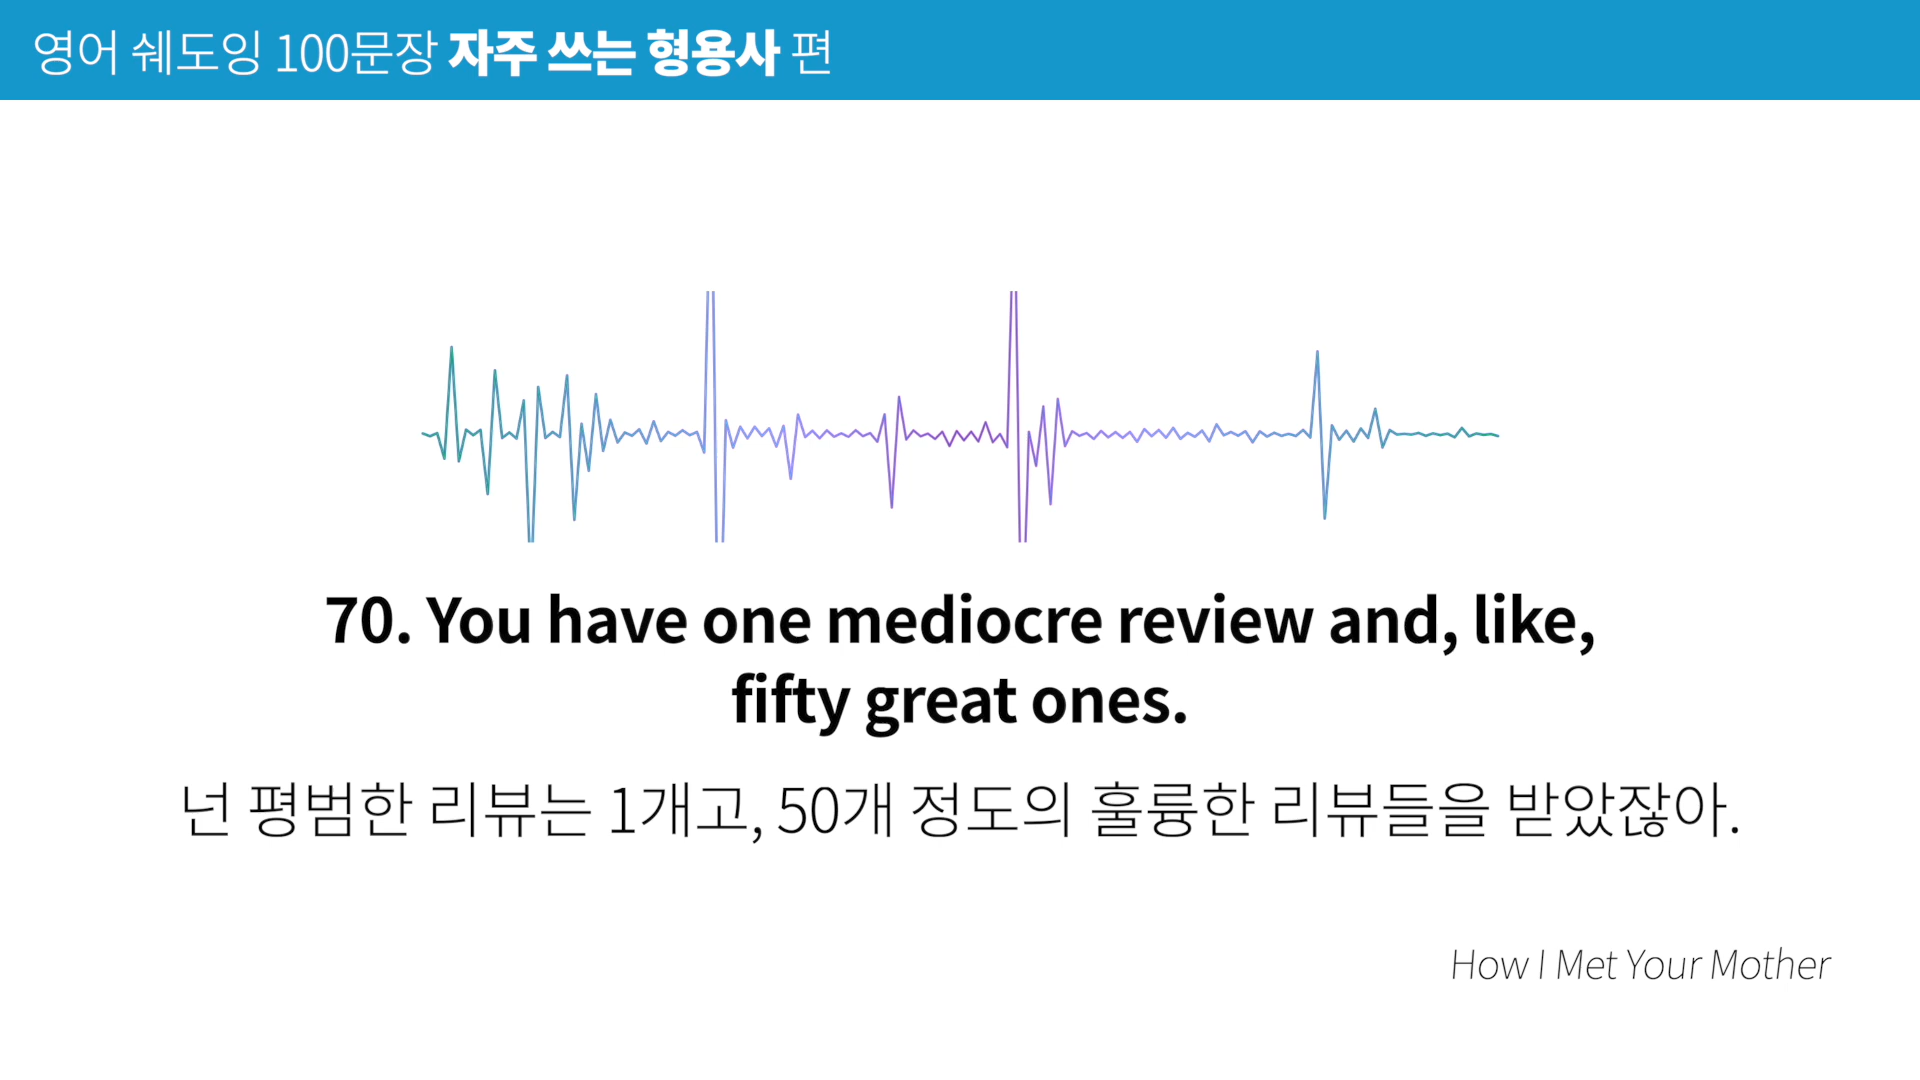 영어 쉐도잉 100문장 자주 쓰는 형용사 편
70. You have one mediocre review and, like,
fifty great ones.
넌 평범한 리뷰는 1개고, 50개 정도의 훌륭한 리뷰들을 받았잖아.
How I Met Your Mother